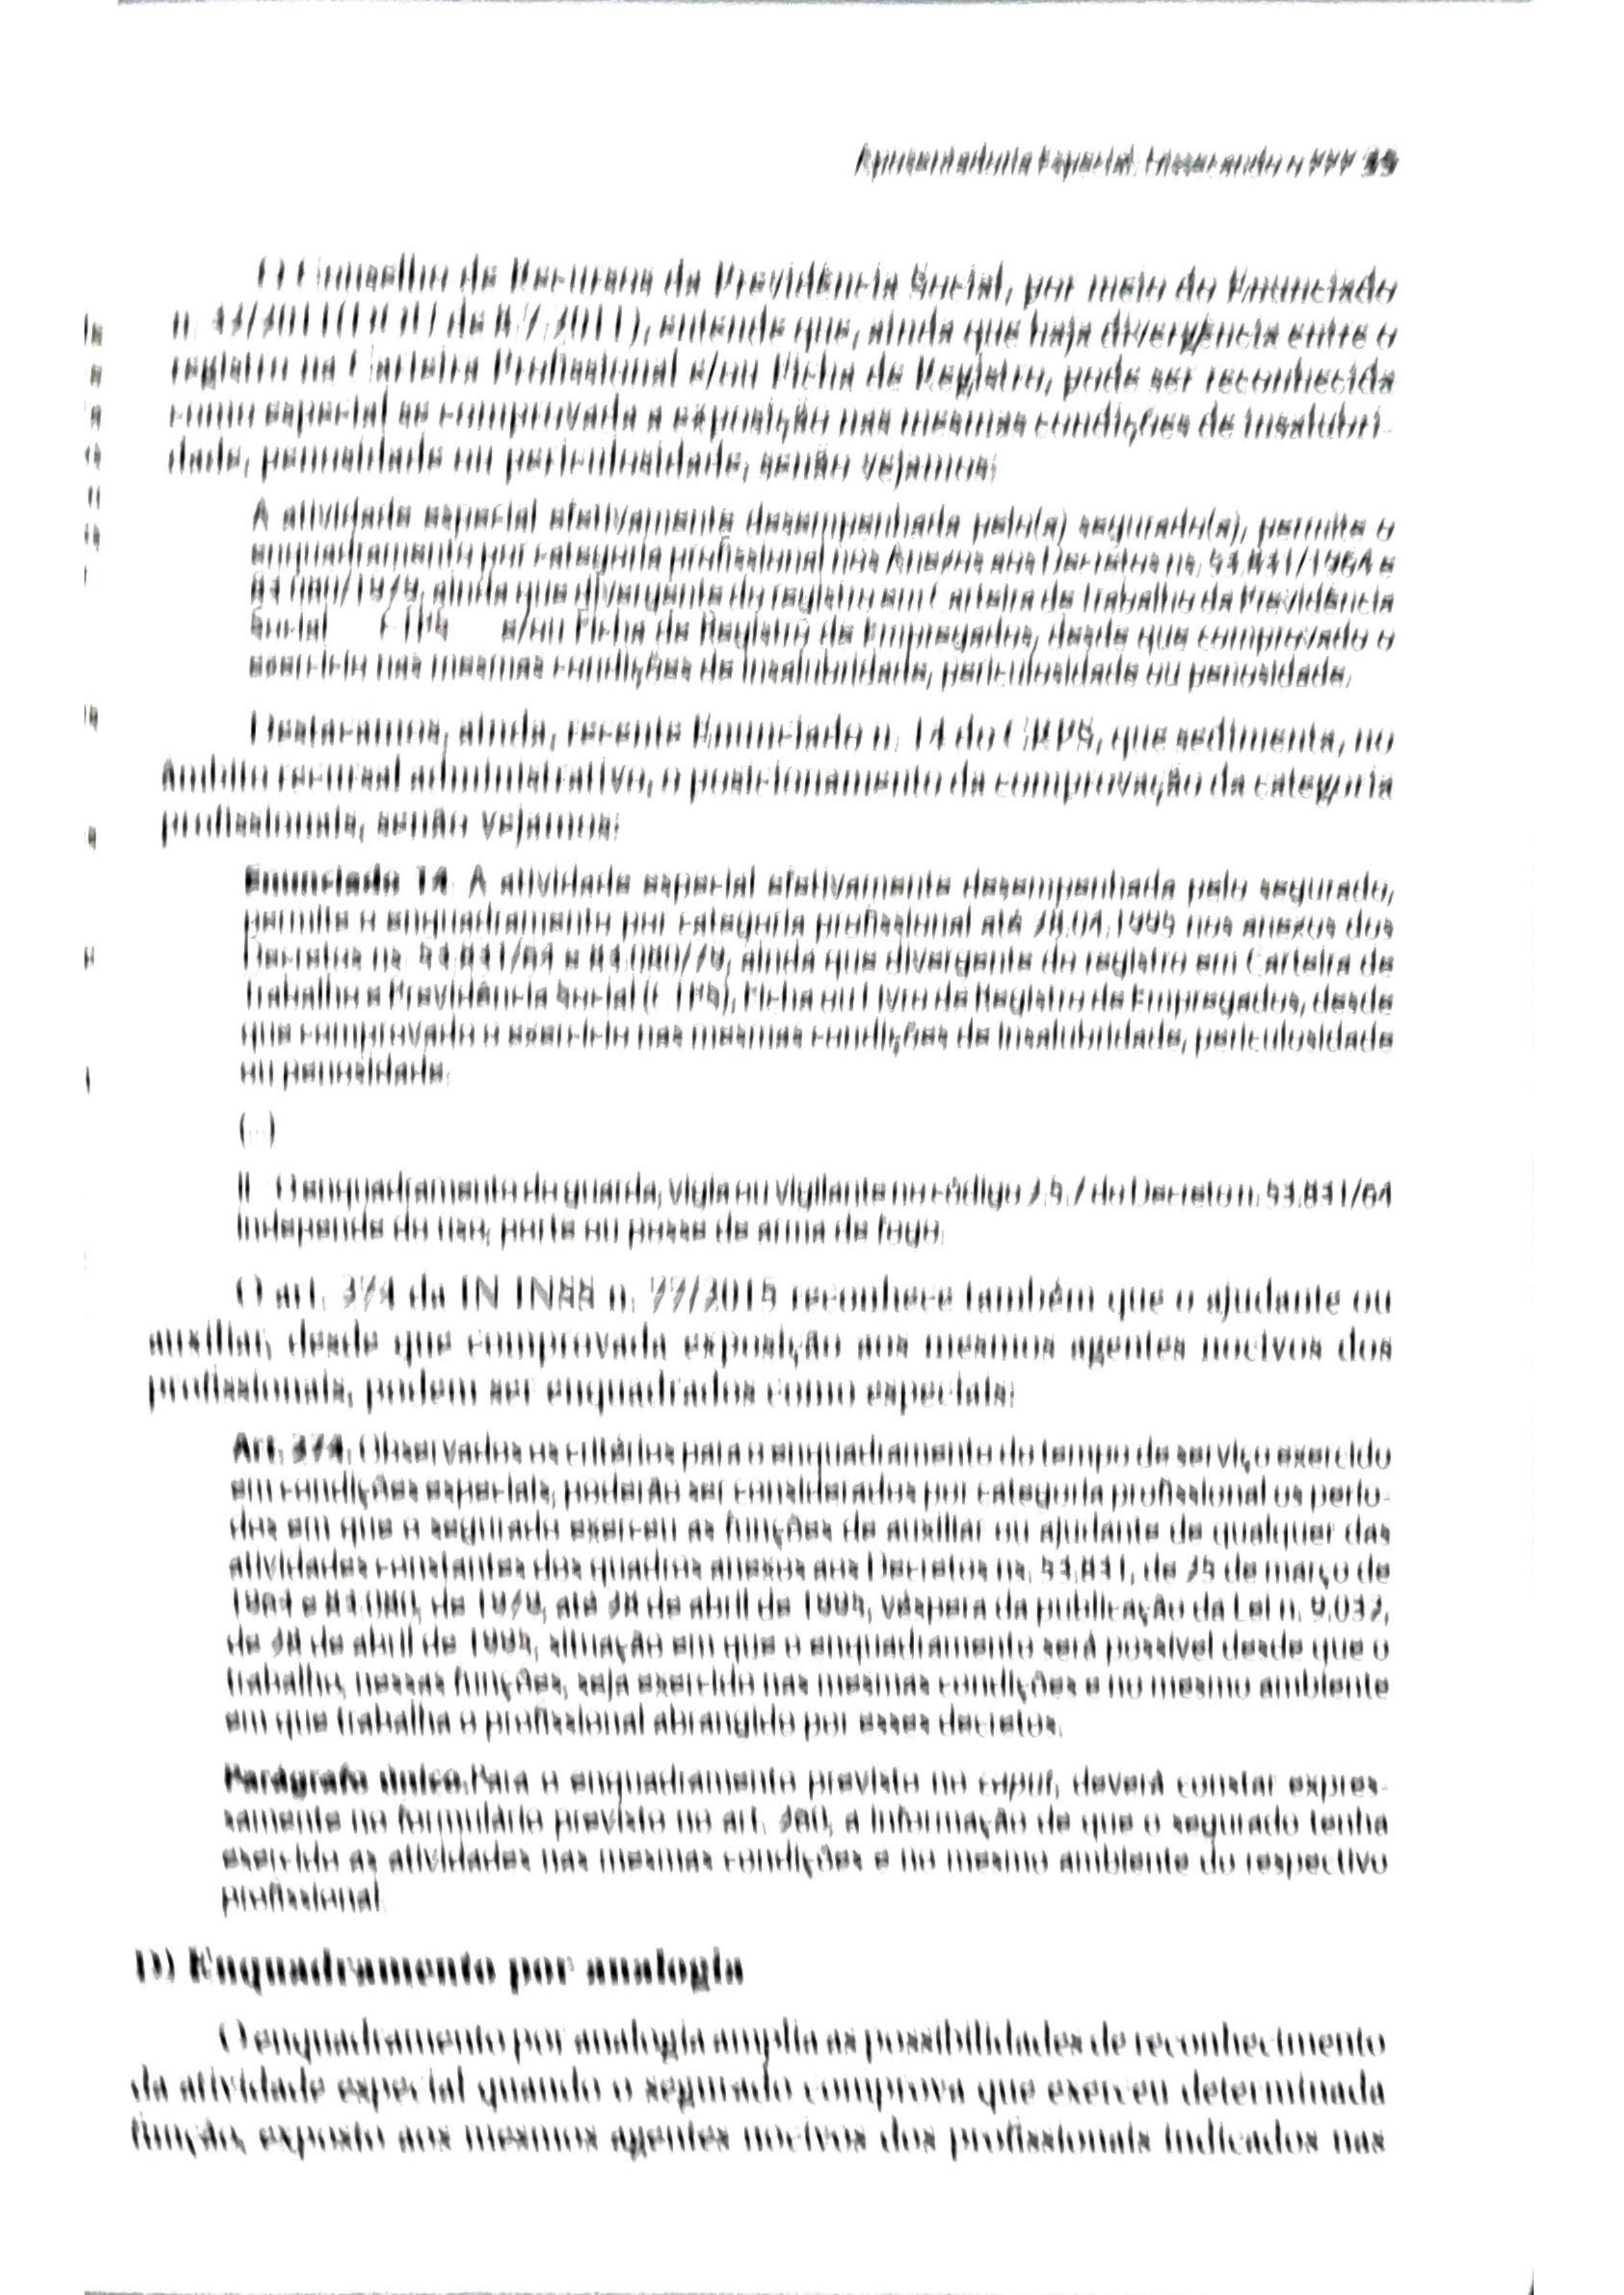 Aposentadoria Especial: Dissecando o PPP
O Conselho de Recursos da Previdência Social, por meio do Enunciado
n. entende que, ainda que haja divergência entre o
registro na Carteira Profissional e/ou Ficha de Registro, pode ser reconhecida
como especial se comprovada a exposição nas mesmas condições de insalubri-
dade, penosidade ou periculosidade, senão vejamos:
A atividade especial efetivamente desempenhada pelo(a) segurado(a), permite o
enquadramento por categoria profissional nos Anexos aos Decretos ns. 53.831/1964 e
83.080/1979, ainda que divergente do registro em Carteira de Trabalho da Previdência
Social CTPS e/ou Ficha de Registro de Empregados, desde que comprovado o
exercício nas mesmas condições de insalubridade, periculosidade ou penosidade.
Destacamos, ainda, recente Enunciado n. 14 do CRPS, que sedimenta, no
âmbito recursal administrativo, o posicionamento da comprovação da categoria
profissionais, senão vejamos:
Enunciado 14 A atividade especial efetivamente desempenhada pelo segurado,
permite o enquadramento por categoria profissional até 28.04.1995 nos anexos dos
Decretos ns. 53.831/64 e 83.080/79, ainda que divergente do registro em Carteira de
Trabalho e Previdência Social (CTPS), Ficha ou Livro de Registro de Empregados, desde
que comprovado o exercício nas mesmas condições de insalubridade, periculosidade
ou penosidade.
(...)
II O enquadramento do guarda, vigia ou vigilante no código 2.5.7 do Decreto n. 53.831/64
independe do uso, porte ou posse de arma de fogo.
O art. 274 da IN INSS n. 77/2015 reconhece também que o ajudante ou
auxiliar, desde que comprovada exposição aos mesmos agentes nocivos dos
profissionais, podem ser enquadrados como especiais:
Art. 274. Observados os critérios para o enquadramento do tempo de serviço exercido
em condições especiais, poderão ser considerados por categoria profissional os perío-
dos em que o segurado exerceu as funções de auxiliar ou ajudante de qualquer das
atividades constantes dos quadros anexos aos Decretos ns. 53.831, de 25 de março de
1964 e 83.080, de 1979, até 28 de abril de 1995, véspera da publicação da Lei n. 9.032,
de 28 de abril de 1995, situação em que o enquadramento será possível desde que o
trabalho, nessas funções, seja exercido nas mesmas condições e no mesmo ambiente
em que trabalha o profissional abrangido por esses decretos.
Parágrafo único. Para o enquadramento previsto no caput, deverá constar expres-
samente no formulário previsto no art. 260, a informação de que o segurado tenha
exercido as atividades nas mesmas condições e no mesmo ambiente do respectivo
profissional.
D) Enquadramento por analogia
O enquadramento por analogia amplia as possibilidades de reconhecimento
da atividade especial quando o segurado comprova que exerceu determinada
função, exposto aos mesmos agentes nocivos dos profissionais indicados nas